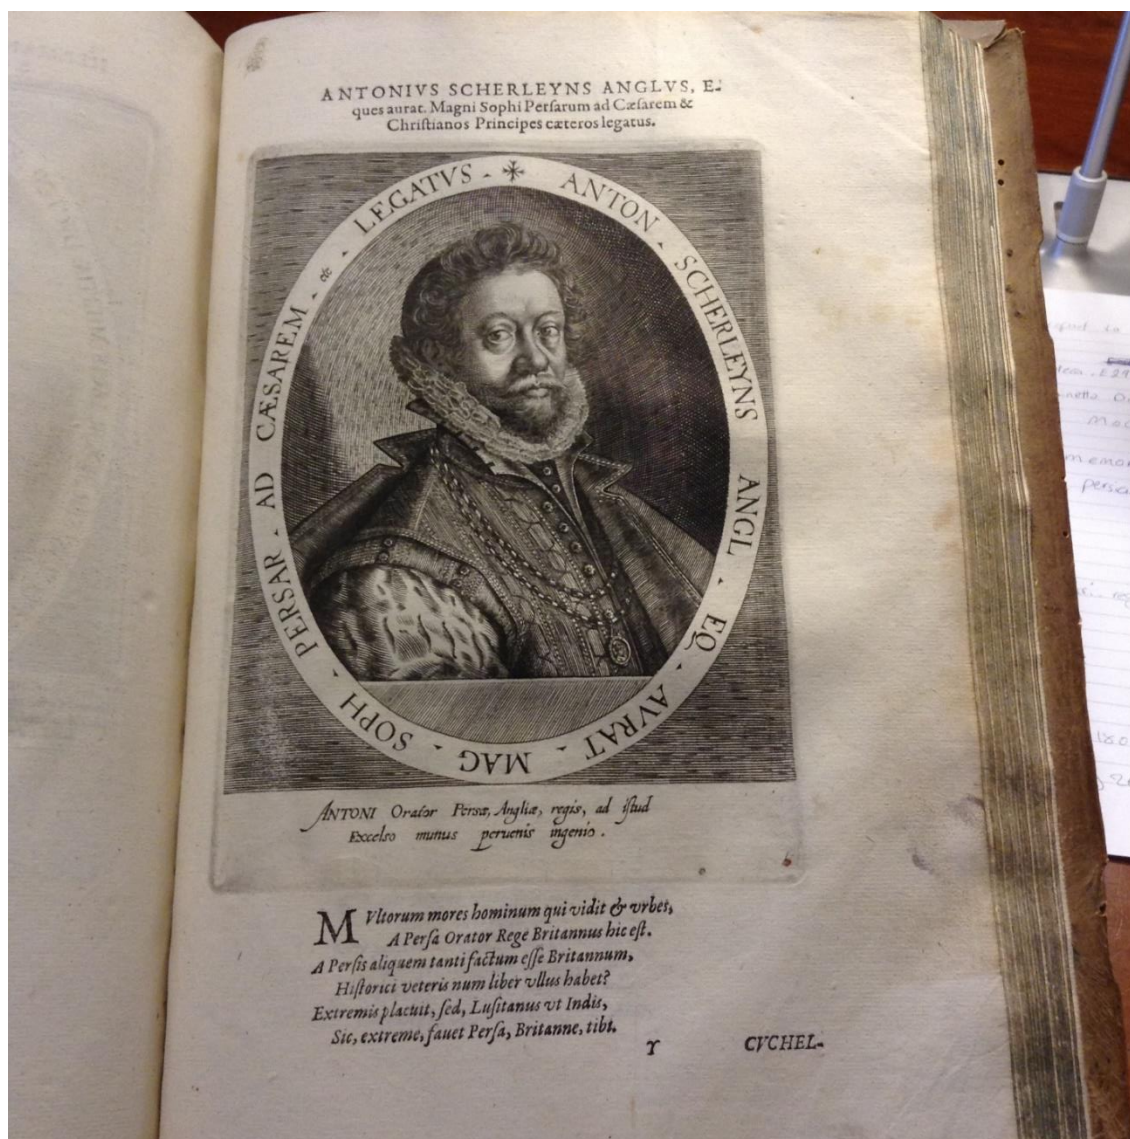 ANTONIVS SCHERLEYNS ANGLVS, E-
ques aurat. Magni Sophi Perſarum ad Cæſarem &
Chriſtianos Principes cæteros legatus.
ANTON · SCHERLEYNS ANGL · EQ · AVRAT · MAG · SOPH · PERSAR · AD CÆSAREM · &c · LEGATVS ·
ANTONI Orator Perſæ, Angliæ, regis, ad iſtud
Excelso munus peruenis ingenio.
MVltorum mores hominum qui vidit & vrbes,
A Perſa Orator Rege Britannus hic eſt.
A Perſis aliquem tanti factum eſſe Britannum,
Hiſtorici veteris num liber vllus habet?
Extremis placuit, ſed, Luſitanus vt Indis,
Sic, extreme, fauet Perſa, Britanne, tibi.
ϒ CVCHEL-
E29
memor
persia